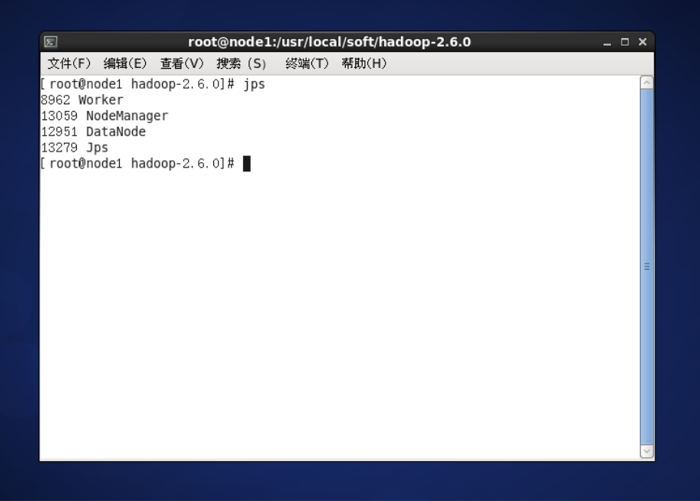 root@node1:/usr/local/soft/hadoop-2.6.0
文件(F) 编辑(E) 查看(V) 搜索 (S) 终端(T) 帮助(H)
[root@node1 hadoop-2.6.0]# jps
8962 Worker
13059 NodeManager
12951 DataNode
13279 Jps
[root@node1 hadoop-2.6.0]#